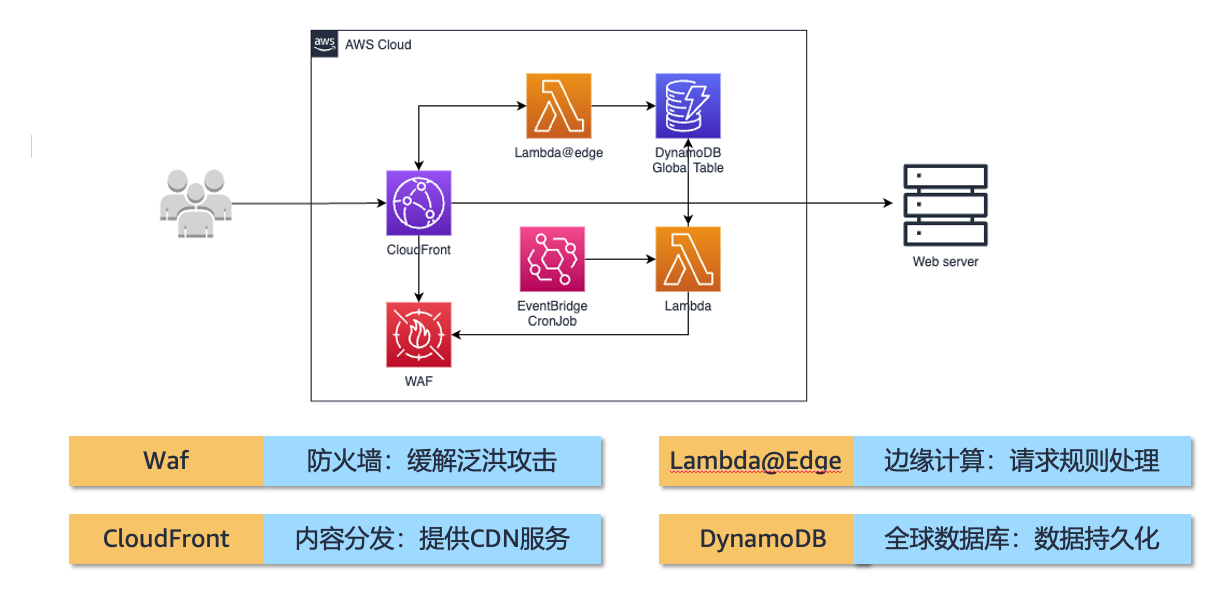 aws
AWS Cloud
Lambda@edge
DynamoDB
Global Table
CloudFront
Web server
EventBridge
CronJob
Lambda
WAF
Waf
防火墙：缓解泛洪攻击
Lambda@Edge
边缘计算：请求规则处理
CloudFront
内容分发：提供CDN服务
DynamoDB
全球数据库：数据持久化